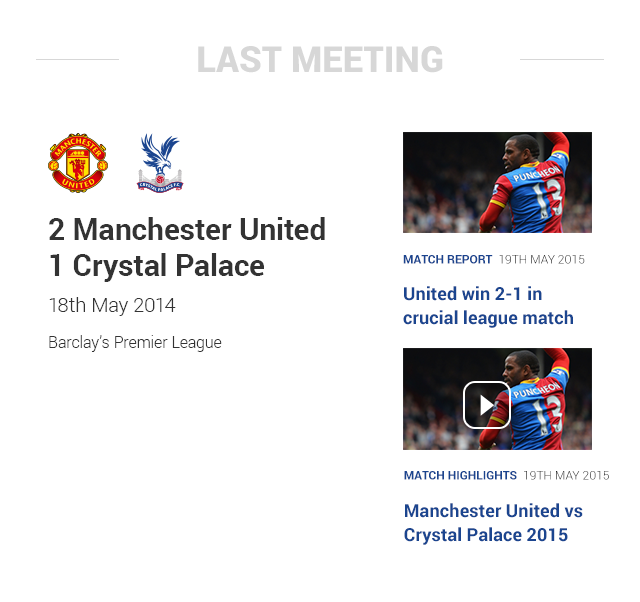 LAST MEETING
MANCHESTER
UNITED
CRYSTAL PALACE F.C.
2 Manchester United
1 Crystal Palace
18th May 2014
Barclay's Premier League
PUNCHEON
13
MATCH REPORT 19TH MAY 2015
United win 2-1 in
crucial league match
PUNCHEON
13
MATCH HIGHLIGHTS 19TH MAY 2015
Manchester United vs
Crystal Palace 2015